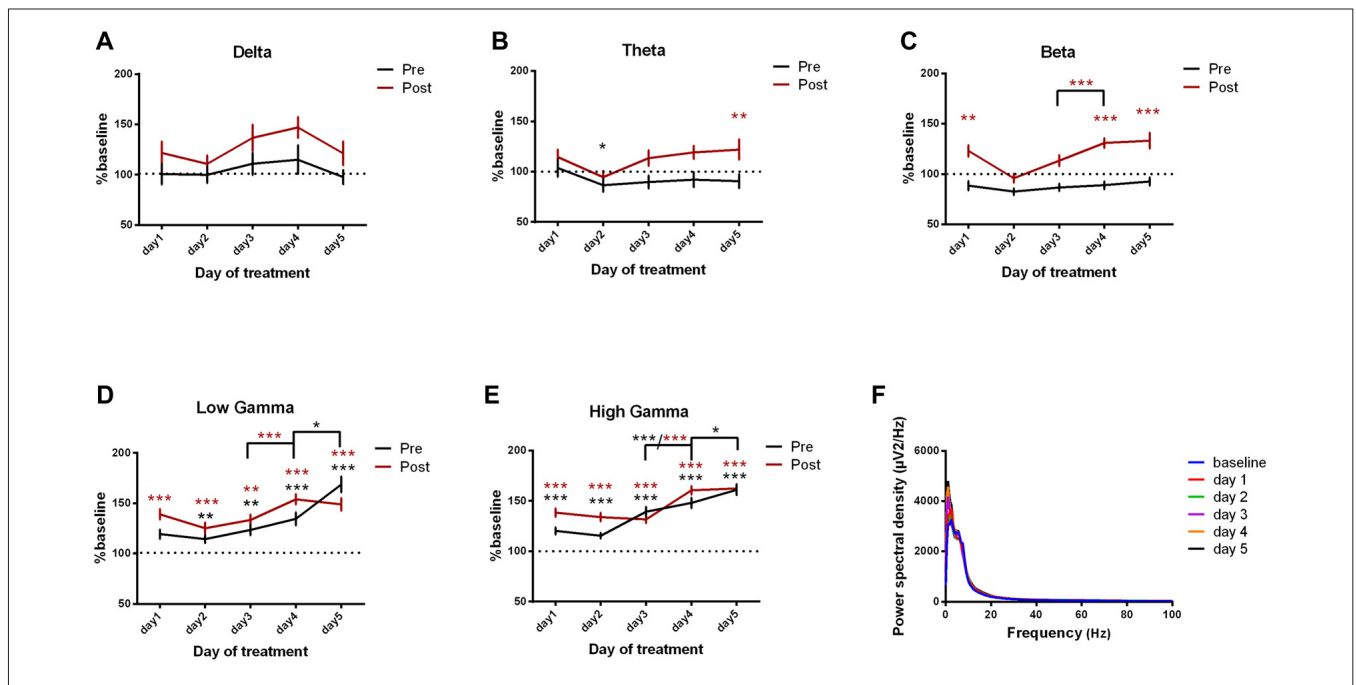 A
Delta
Pre
Post
200
150
100
50
%baseline
day1
day2
day3
day4
day5
Day of treatment
B
Theta
Pre
Post
200
150
100
50
%baseline
*
**
day1
day2
day3
day4
day5
Day of treatment
C
Beta
Pre
Post
200
150
100
50
%baseline
**
***
***
***
day1
day2
day3
day4
day5
Day of treatment
D
Low Gamma
Pre
Post
200
150
100
50
%baseline
***
*
*** *** ** *** ***
** ** *** ***
day1
day2
day3
day4
day5
Day of treatment
E
High Gamma
Pre
Post
200
150
100
50
%baseline
***/***
*
*** *** *** *** ***
*** *** *** *** ***
day1
day2
day3
day4
day5
Day of treatment
F
6000
4000
2000
0
Power spectral density (µV2/Hz)
0 20 40 60 80 100
Frequency (Hz)
baseline
day 1
day 2
day 3
day 4
day 5